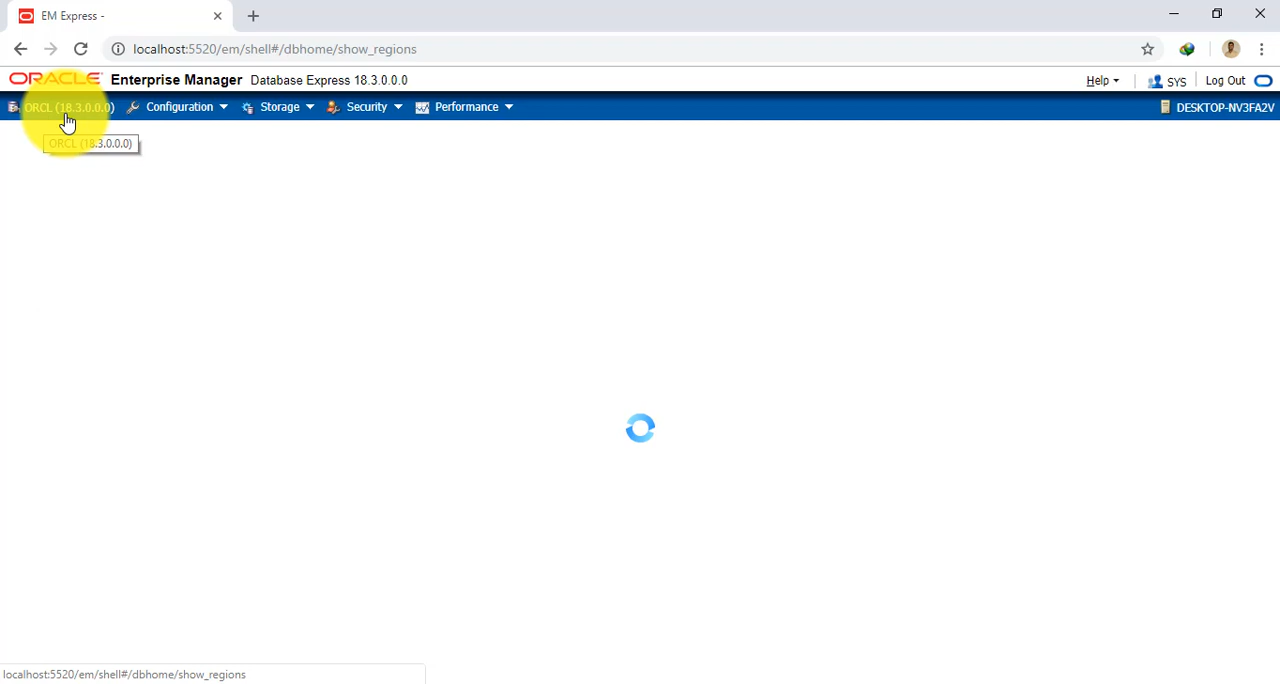 EM Express -
localhost:5520/em/shell#/dbhome/show_regions
ORACLE Enterprise Manager Database Express 18.3.0.0.0
Help SYS Log Out
ORCL (18.3.0.0.0) Configuration Storage Security Performance DESKTOP-NV3FA2V
ORCL (18.3.0.0.0)
localhost:5520/em/shell#/dbhome/show_regions